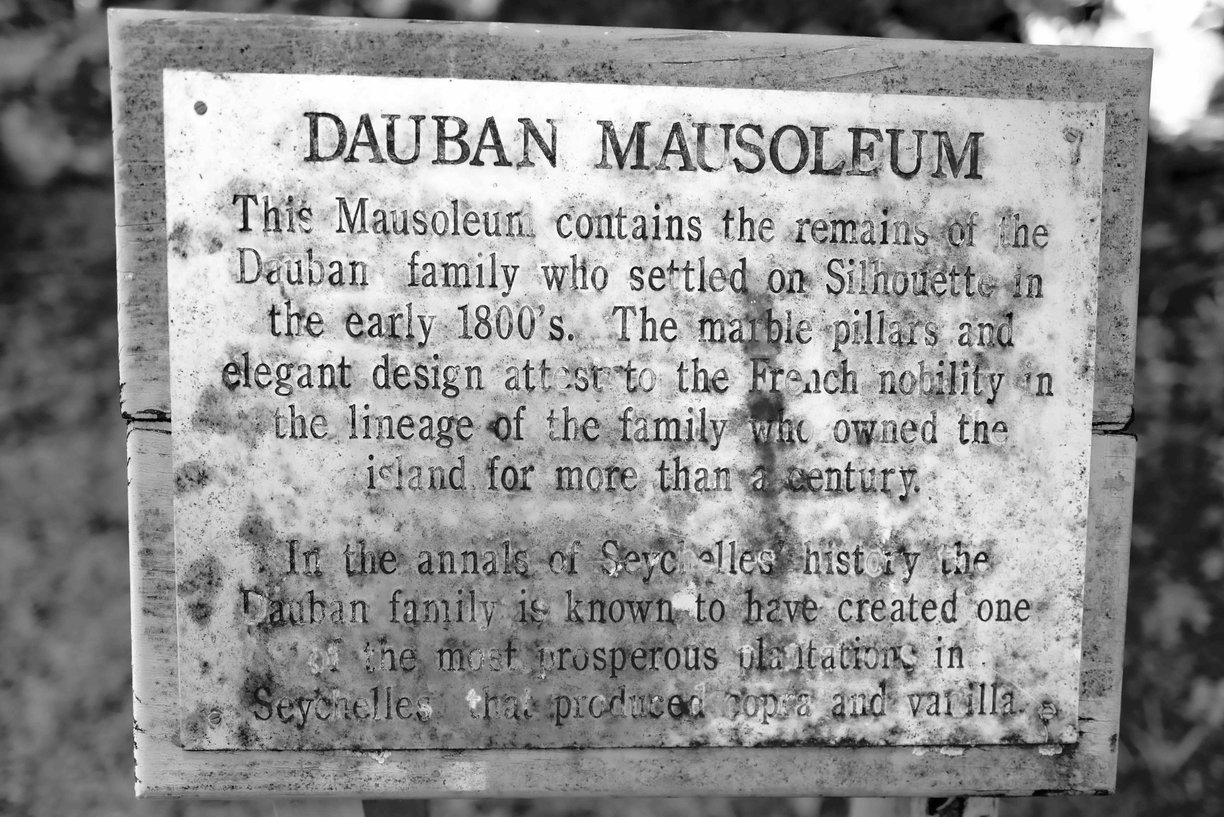 DAUBAN MAUSOLEUM
This Mausoleum contains the remains of the
Dauban family who settled on Silhouette in
the early 1800's. The marble pillars and
elegant design attest to the French nobility in
the lineage of the family who owned the
island for more than a century.
In the annals of Seychelles' history the
Dauban family is known to have created one
of the most prosperous plantations in
Seychelles that produced copra and vanilla.